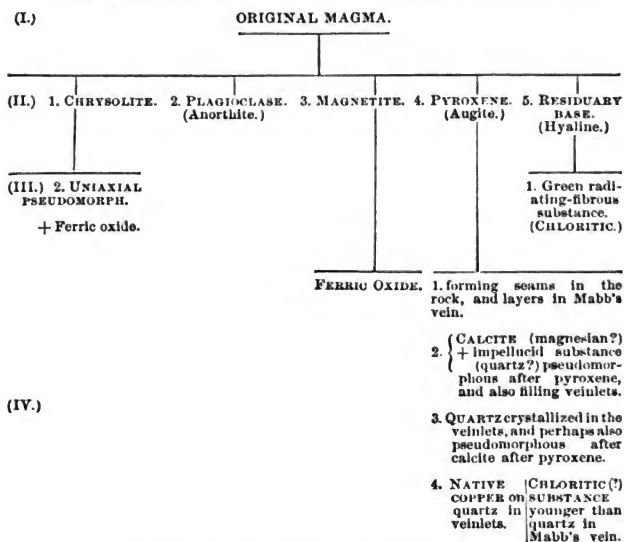 (I.) ORIGINAL MAGMA.
(II.) 1. CHRYSOLITE. 2. PLAGIOCLASE. 3. MAGNETITE. 4. PYROXENE. 5. RESIDUARY
(Anorthite.) (Augite.) BASE.
(Hyaline.)
(III.) 2. UNIAXIAL
PSEUDOMORPH.
+ Ferric oxide.
1. Green radi-
ating-fibrous
substance.
(CHLORITIC.)
FERRIC OXIDE.
1. forming seams in the
rock, and layers in Mabb's
vein.
2. { CALCITE (magnesian?)
+ impellucid substance
(quartz?) pseudomor-
phous after pyroxene,
and also filling veinlets.
(IV.)
3. QUARTZ crystallized in the
veinlets, and perhaps also
pseudomorphous after
calcite after pyroxene.
4. NATIVE
COPPER on
quartz in
veinlets.
CHLORITIC (?)
SUBSTANCE
younger than
quartz in
Mabb's vein.